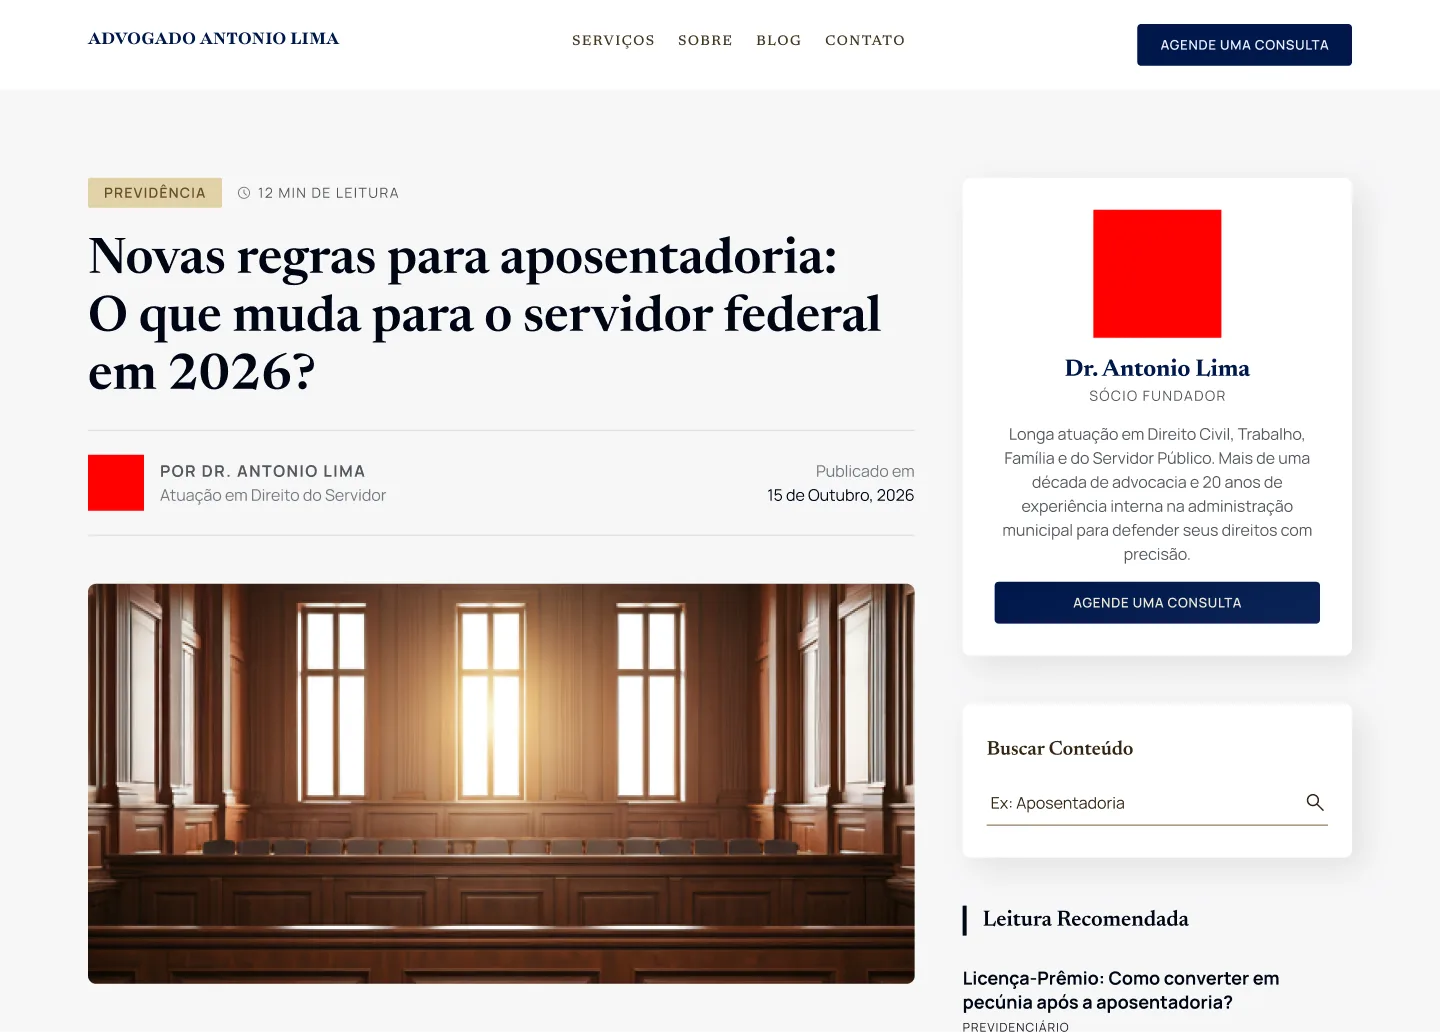 ADVOGADO ANTONIO LIMA
SERVIÇOS SOBRE BLOG CONTATO
AGENDE UMA CONSULTA
PREVIDÊNCIA
12 MIN DE LEITURA
Novas regras para aposentadoria:
O que muda para o servidor federal
em 2026?
POR DR. ANTONIO LIMA
Atuação em Direito do Servidor
Publicado em
15 de Outubro, 2026
Dr. Antonio Lima
SÓCIO FUNDADOR
Longa atuação em Direito Civil, Trabalho,
Família e do Servidor Público. Mais de uma
década de advocacia e 20 anos de
experiência interna na administração
municipal para defender seus direitos com
precisão.
AGENDE UMA CONSULTA
Buscar Conteúdo
Ex: Aposentadoria
Leitura Recomendada
Licença-Prêmio: Como converter em
pecúnia após a aposentadoria?
PREVIDENCIÁRIO